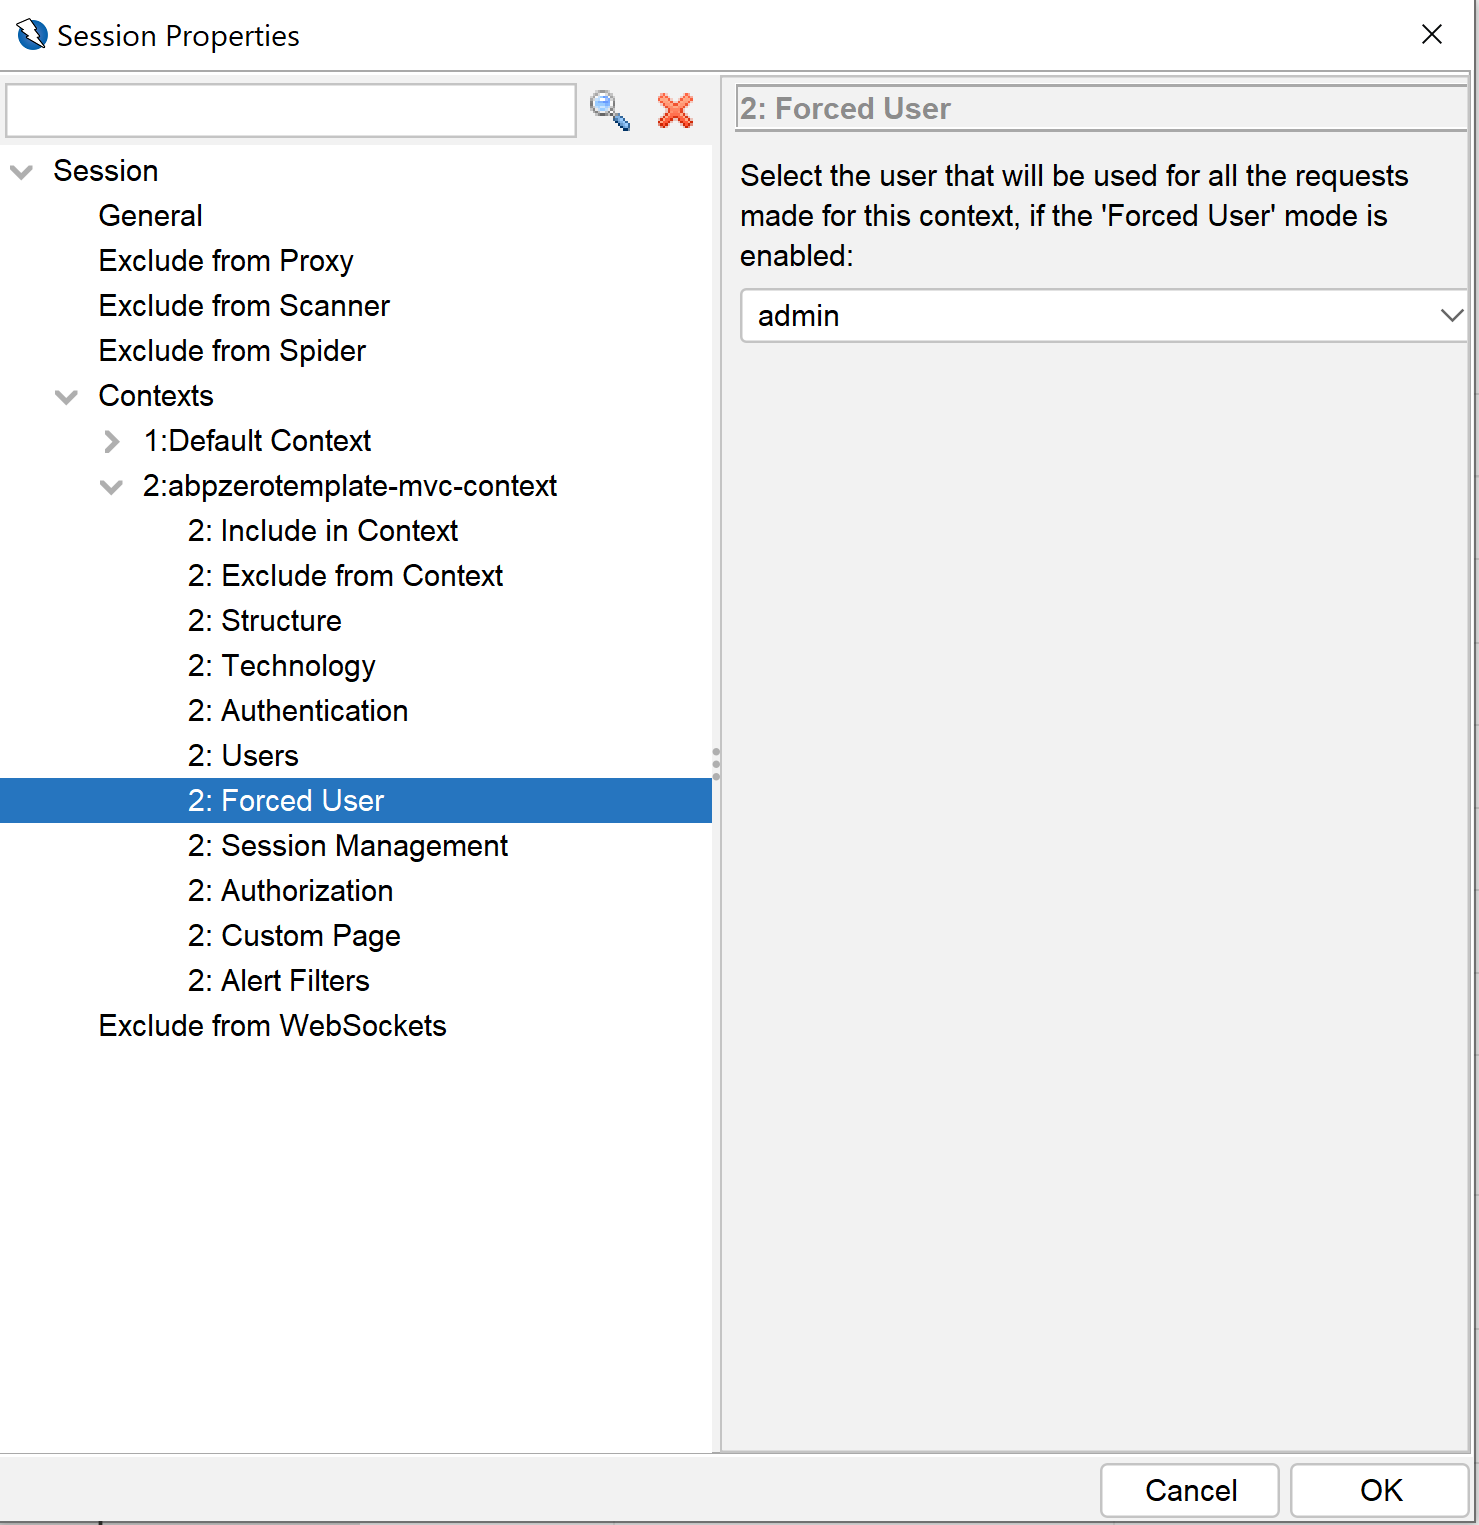 Session Properties
Session
General
Exclude from Proxy
Exclude from Scanner
Exclude from Spider
Contexts
1:Default Context
2:abpzerotemplate-mvc-context
2: Include in Context
2: Exclude from Context
2: Structure
2: Technology
2: Authentication
2: Users
2: Forced User
2: Session Management
2: Authorization
2: Custom Page
2: Alert Filters
Exclude from WebSockets
2: Forced User
Select the user that will be used for all the requests
made for this context, if the 'Forced User' mode is
enabled:
admin
Cancel
OK